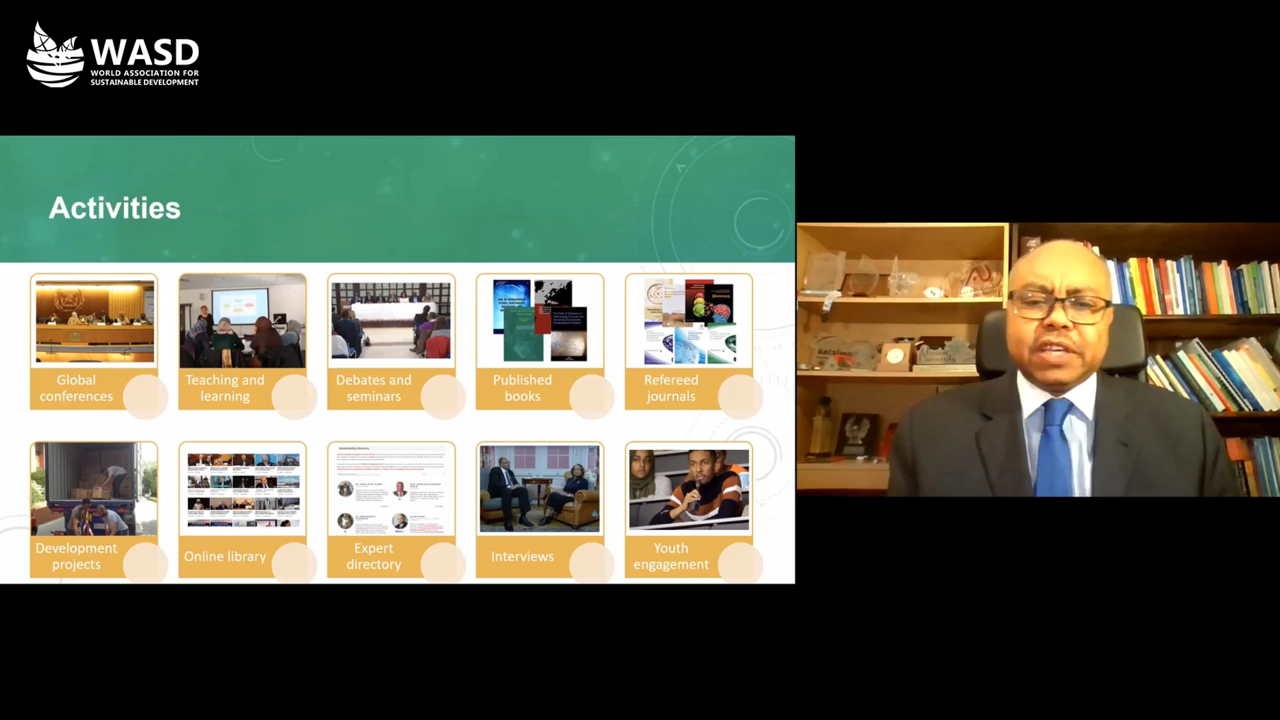 WASD
WORLD ASSOCIATION FOR
SUSTAINABLE DEVELOPMENT
Activities
Global
conferences
Teaching and
learning
Debates and
seminars
Published
books
Refereed
journals
Development
projects
Online library
Expert
directory
Interviews
Youth
engagement